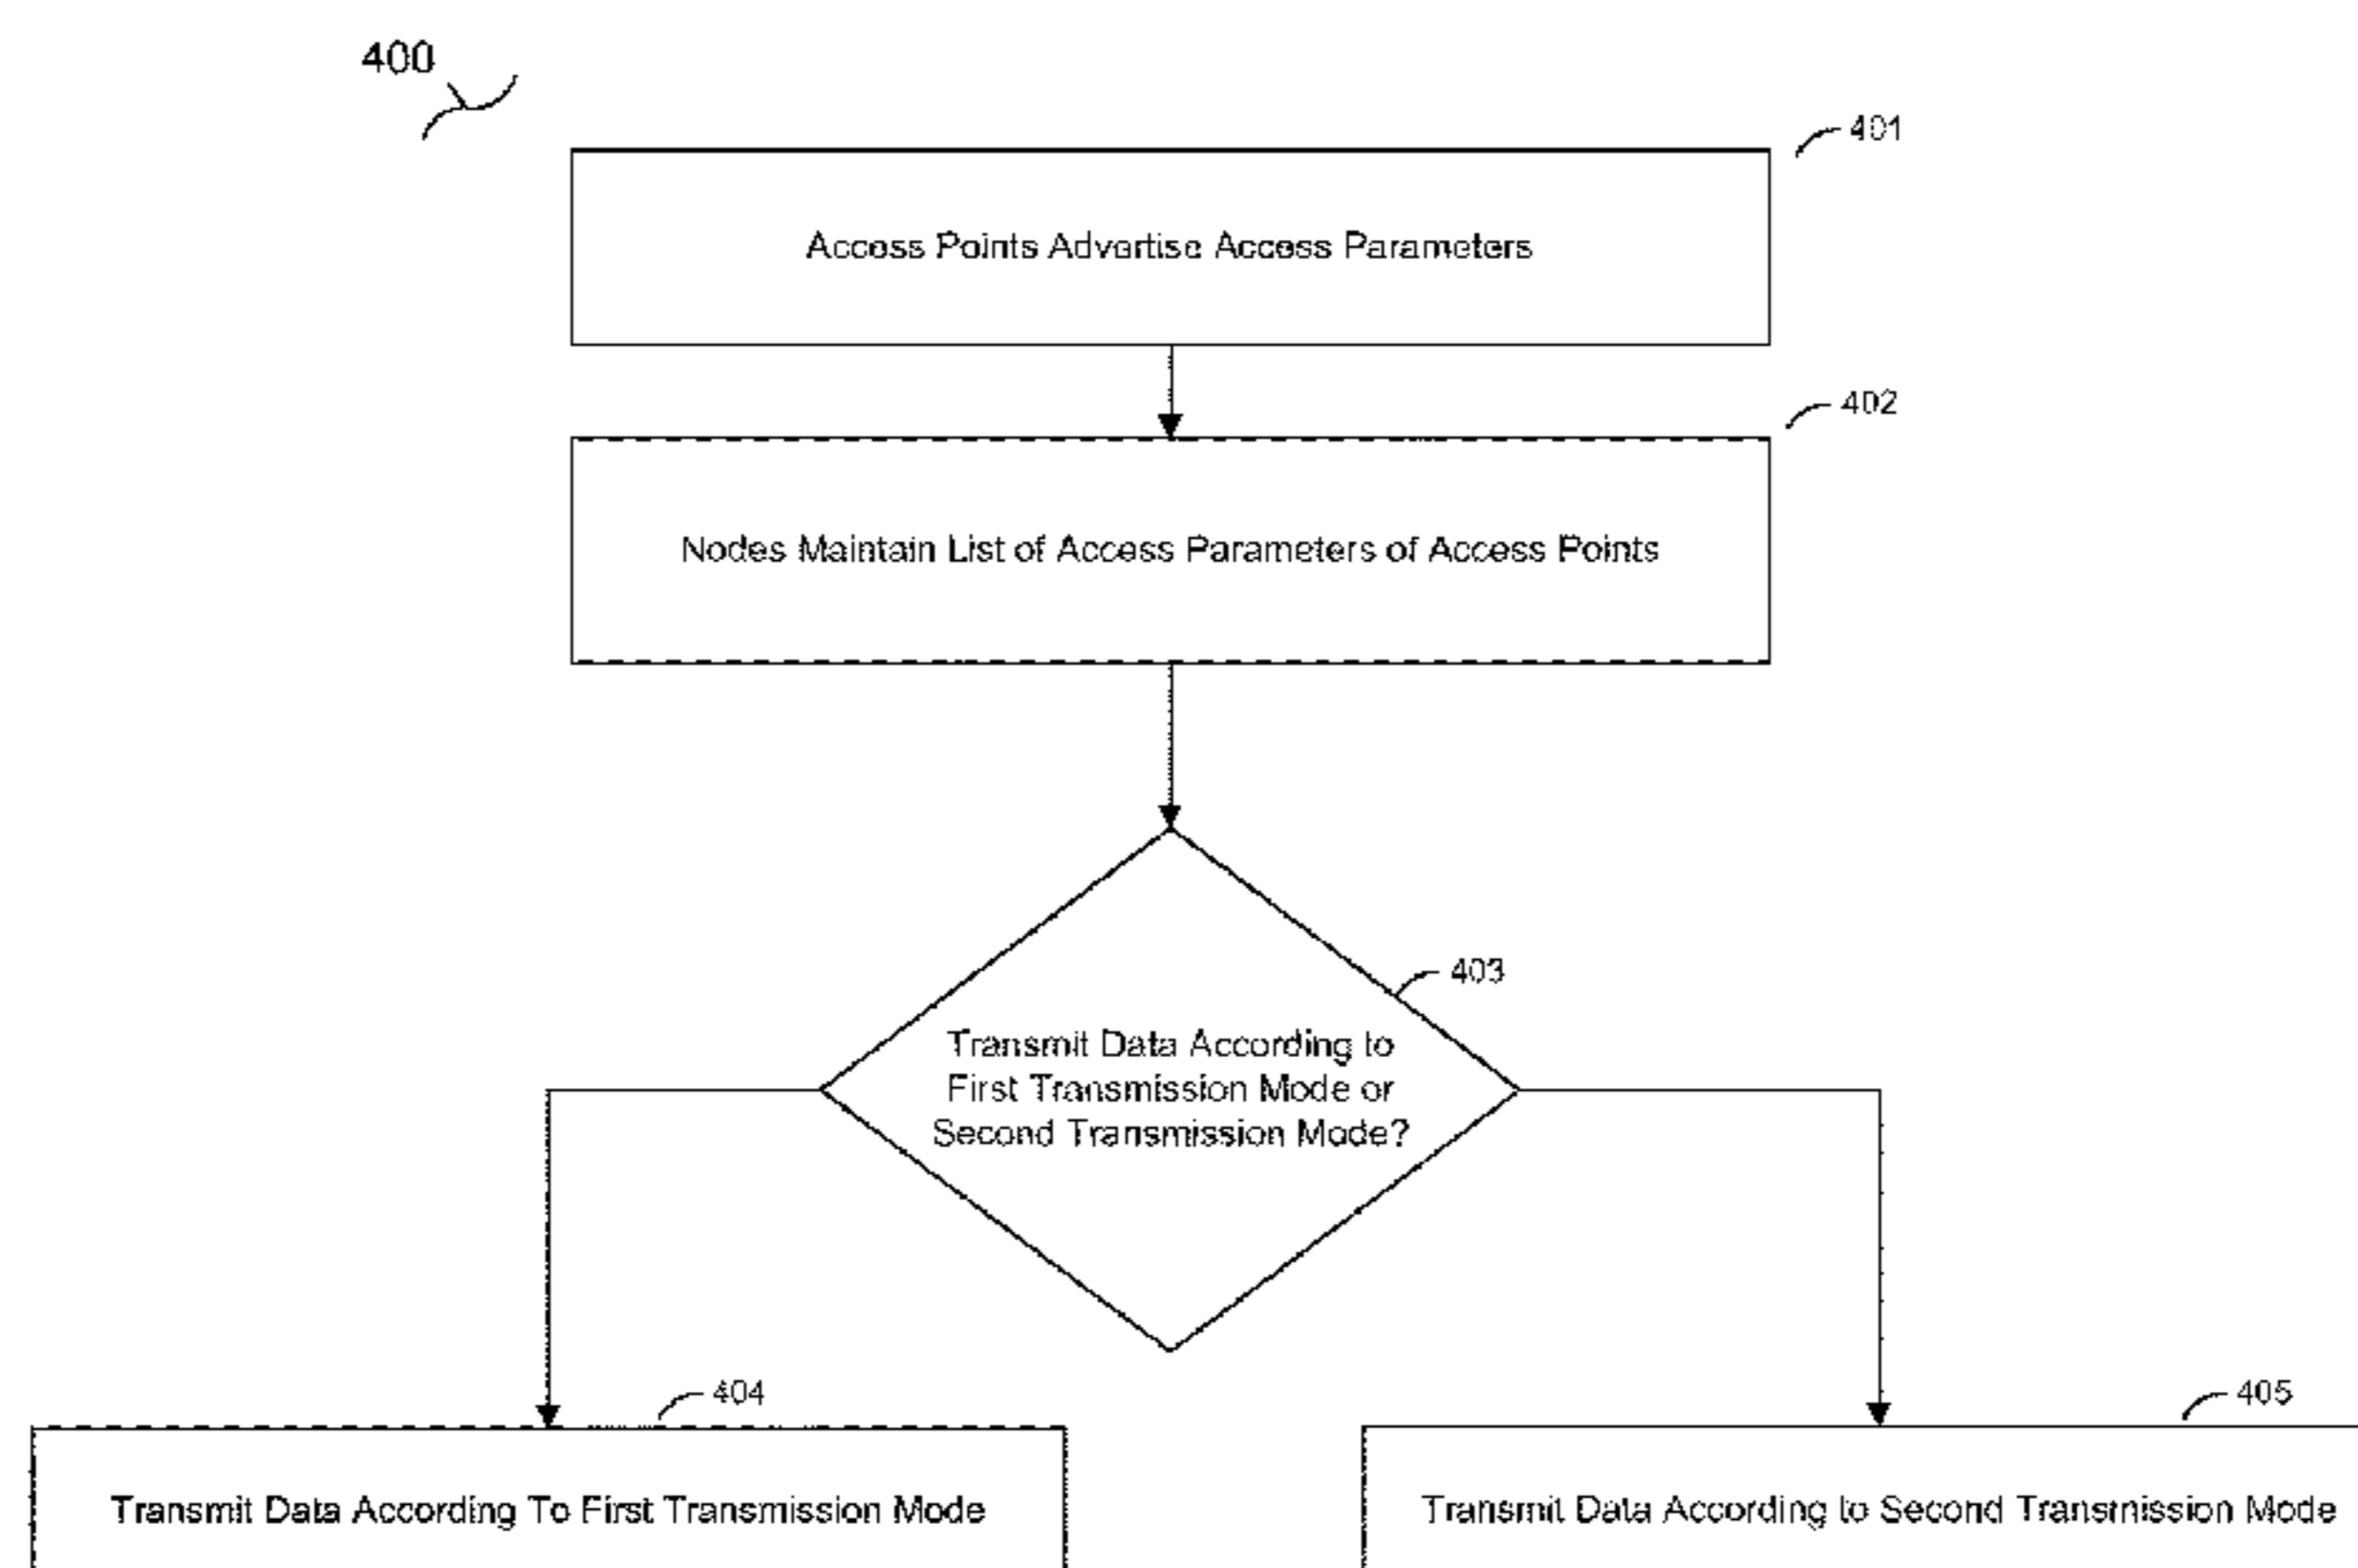 400
401
Access Points Advertise Access Parameters
402
Nodes Maintain List of Access Parameters of Access Points
403
Transmit Data According to
First Transmission Mode or
Second Transmission Mode?
404
405
Transmit Data According To First Transmission Mode
Transmit Data According to Second Transmission Mode